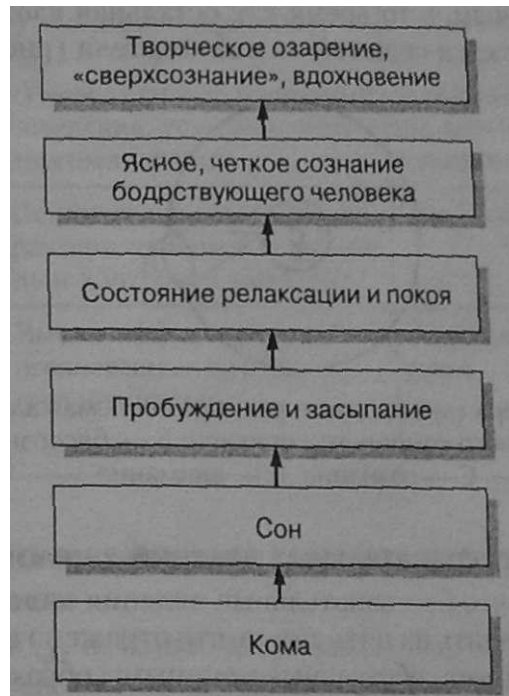 Творческое озарение,
«сверхсознание», вдохновение
Ясное, четкое сознание
бодрствующего человека
Состояние релаксации и покоя
Пробуждение и засыпание
Сон
Кома